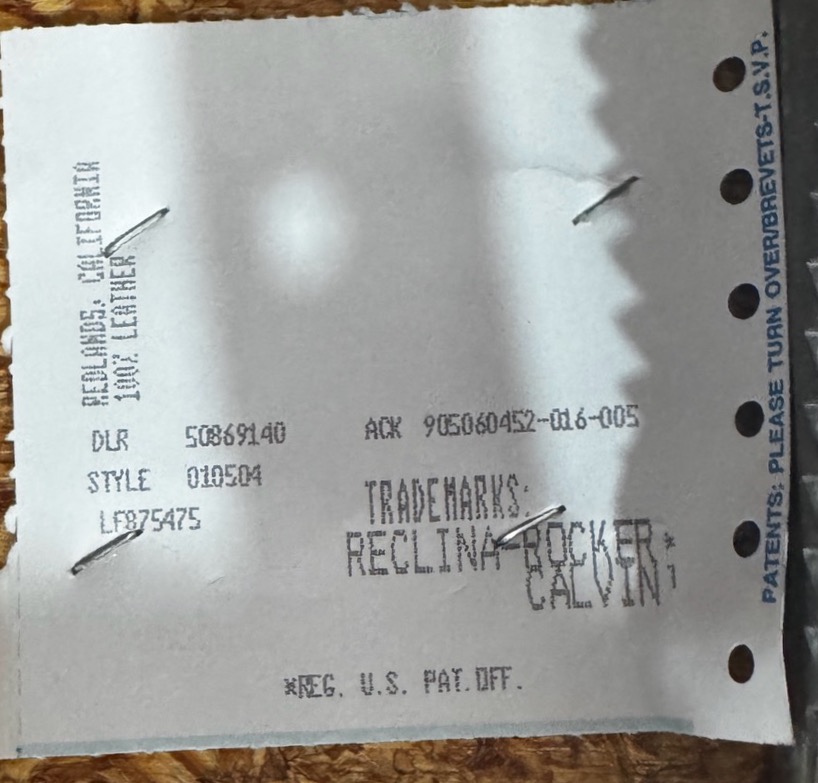 REDLANDS, CALIFORNIA
100% LEATHER
DLR 50869140 ACK 905060452-016-005
STYLE 010504
LF875475
TRADEMARKS:
RECLINA-ROCKER*
CALVIN 1
*REG. U.S. PAT.OFF.
PATENTS: PLEASE TURN OVER/BREVETS-T.S.V.P.